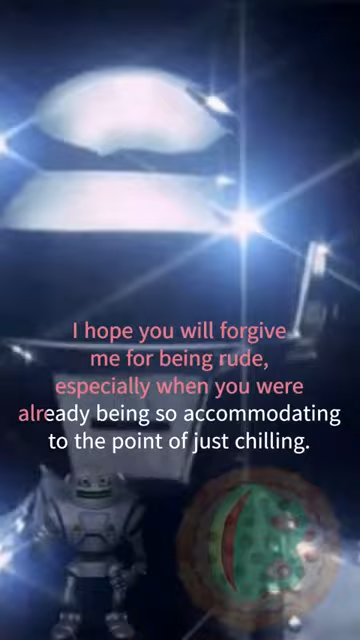 I hope you will forgive
me for being rude,
especially when you were
already being so accommodating
to the point of just chilling.